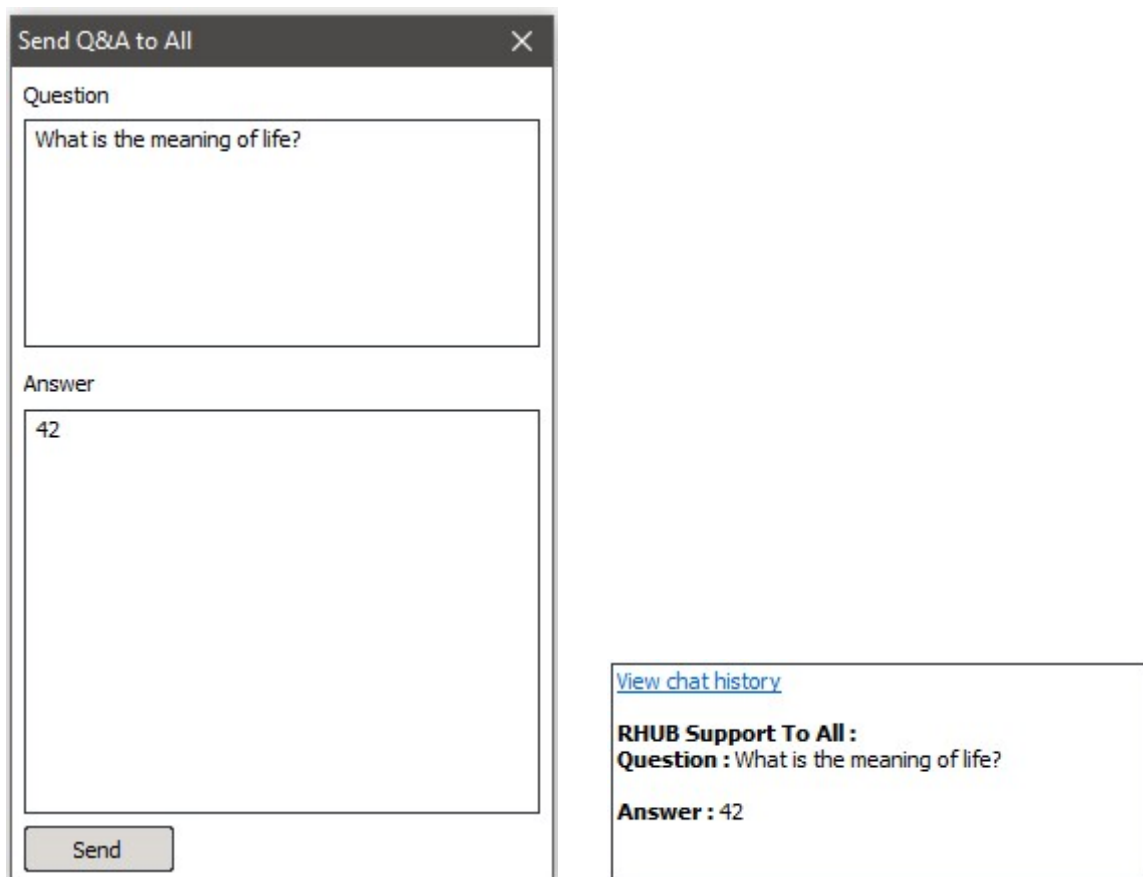 Send Q&A to All
Question
What is the meaning of life?
Answer
42
Send
View chat history
RHUB Support To All :
Question : What is the meaning of life?
Answer : 42